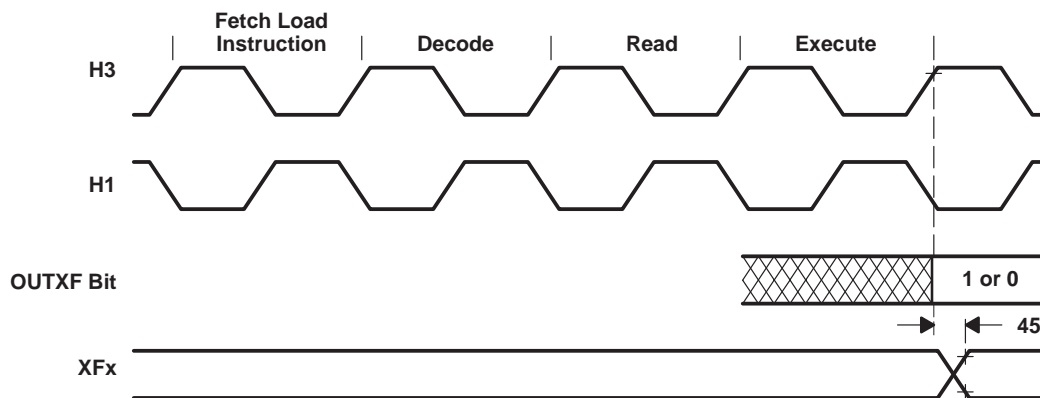 Fetch Load
Instruction
Decode
Read
Execute
H3
H1
OUTXF Bit
1 or 0
45
XFx